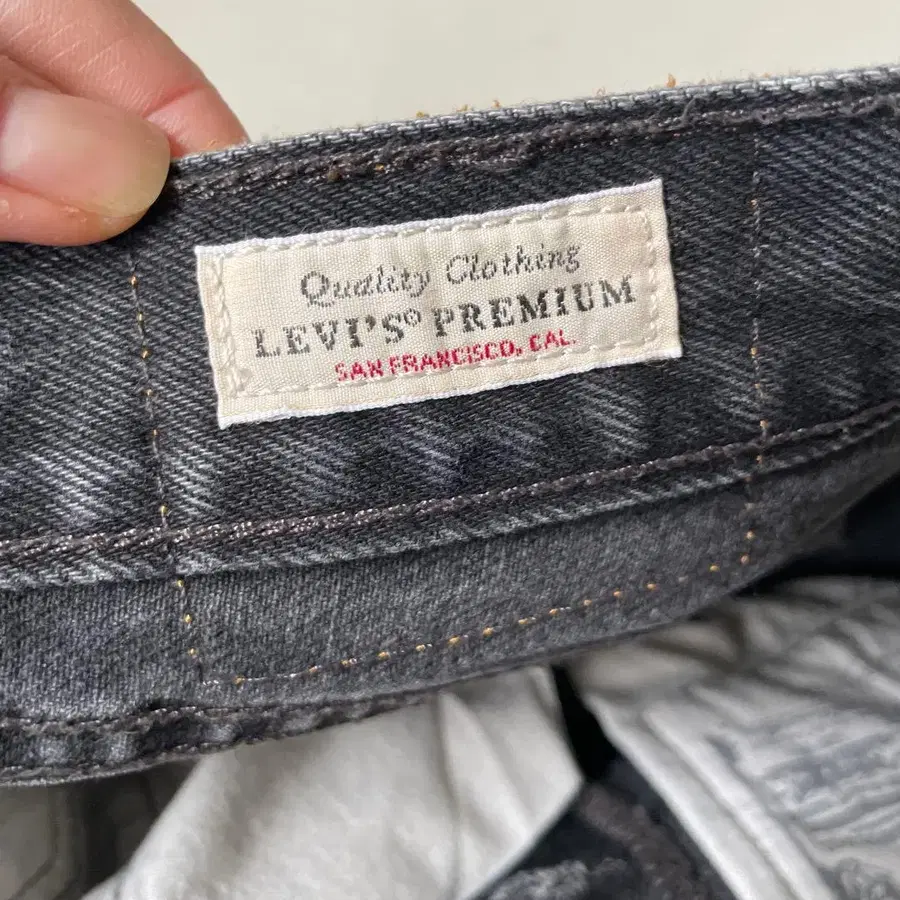 Quality Clothing
LEVI'S® PREMIUM
SAN FRANCISCO, CAL.